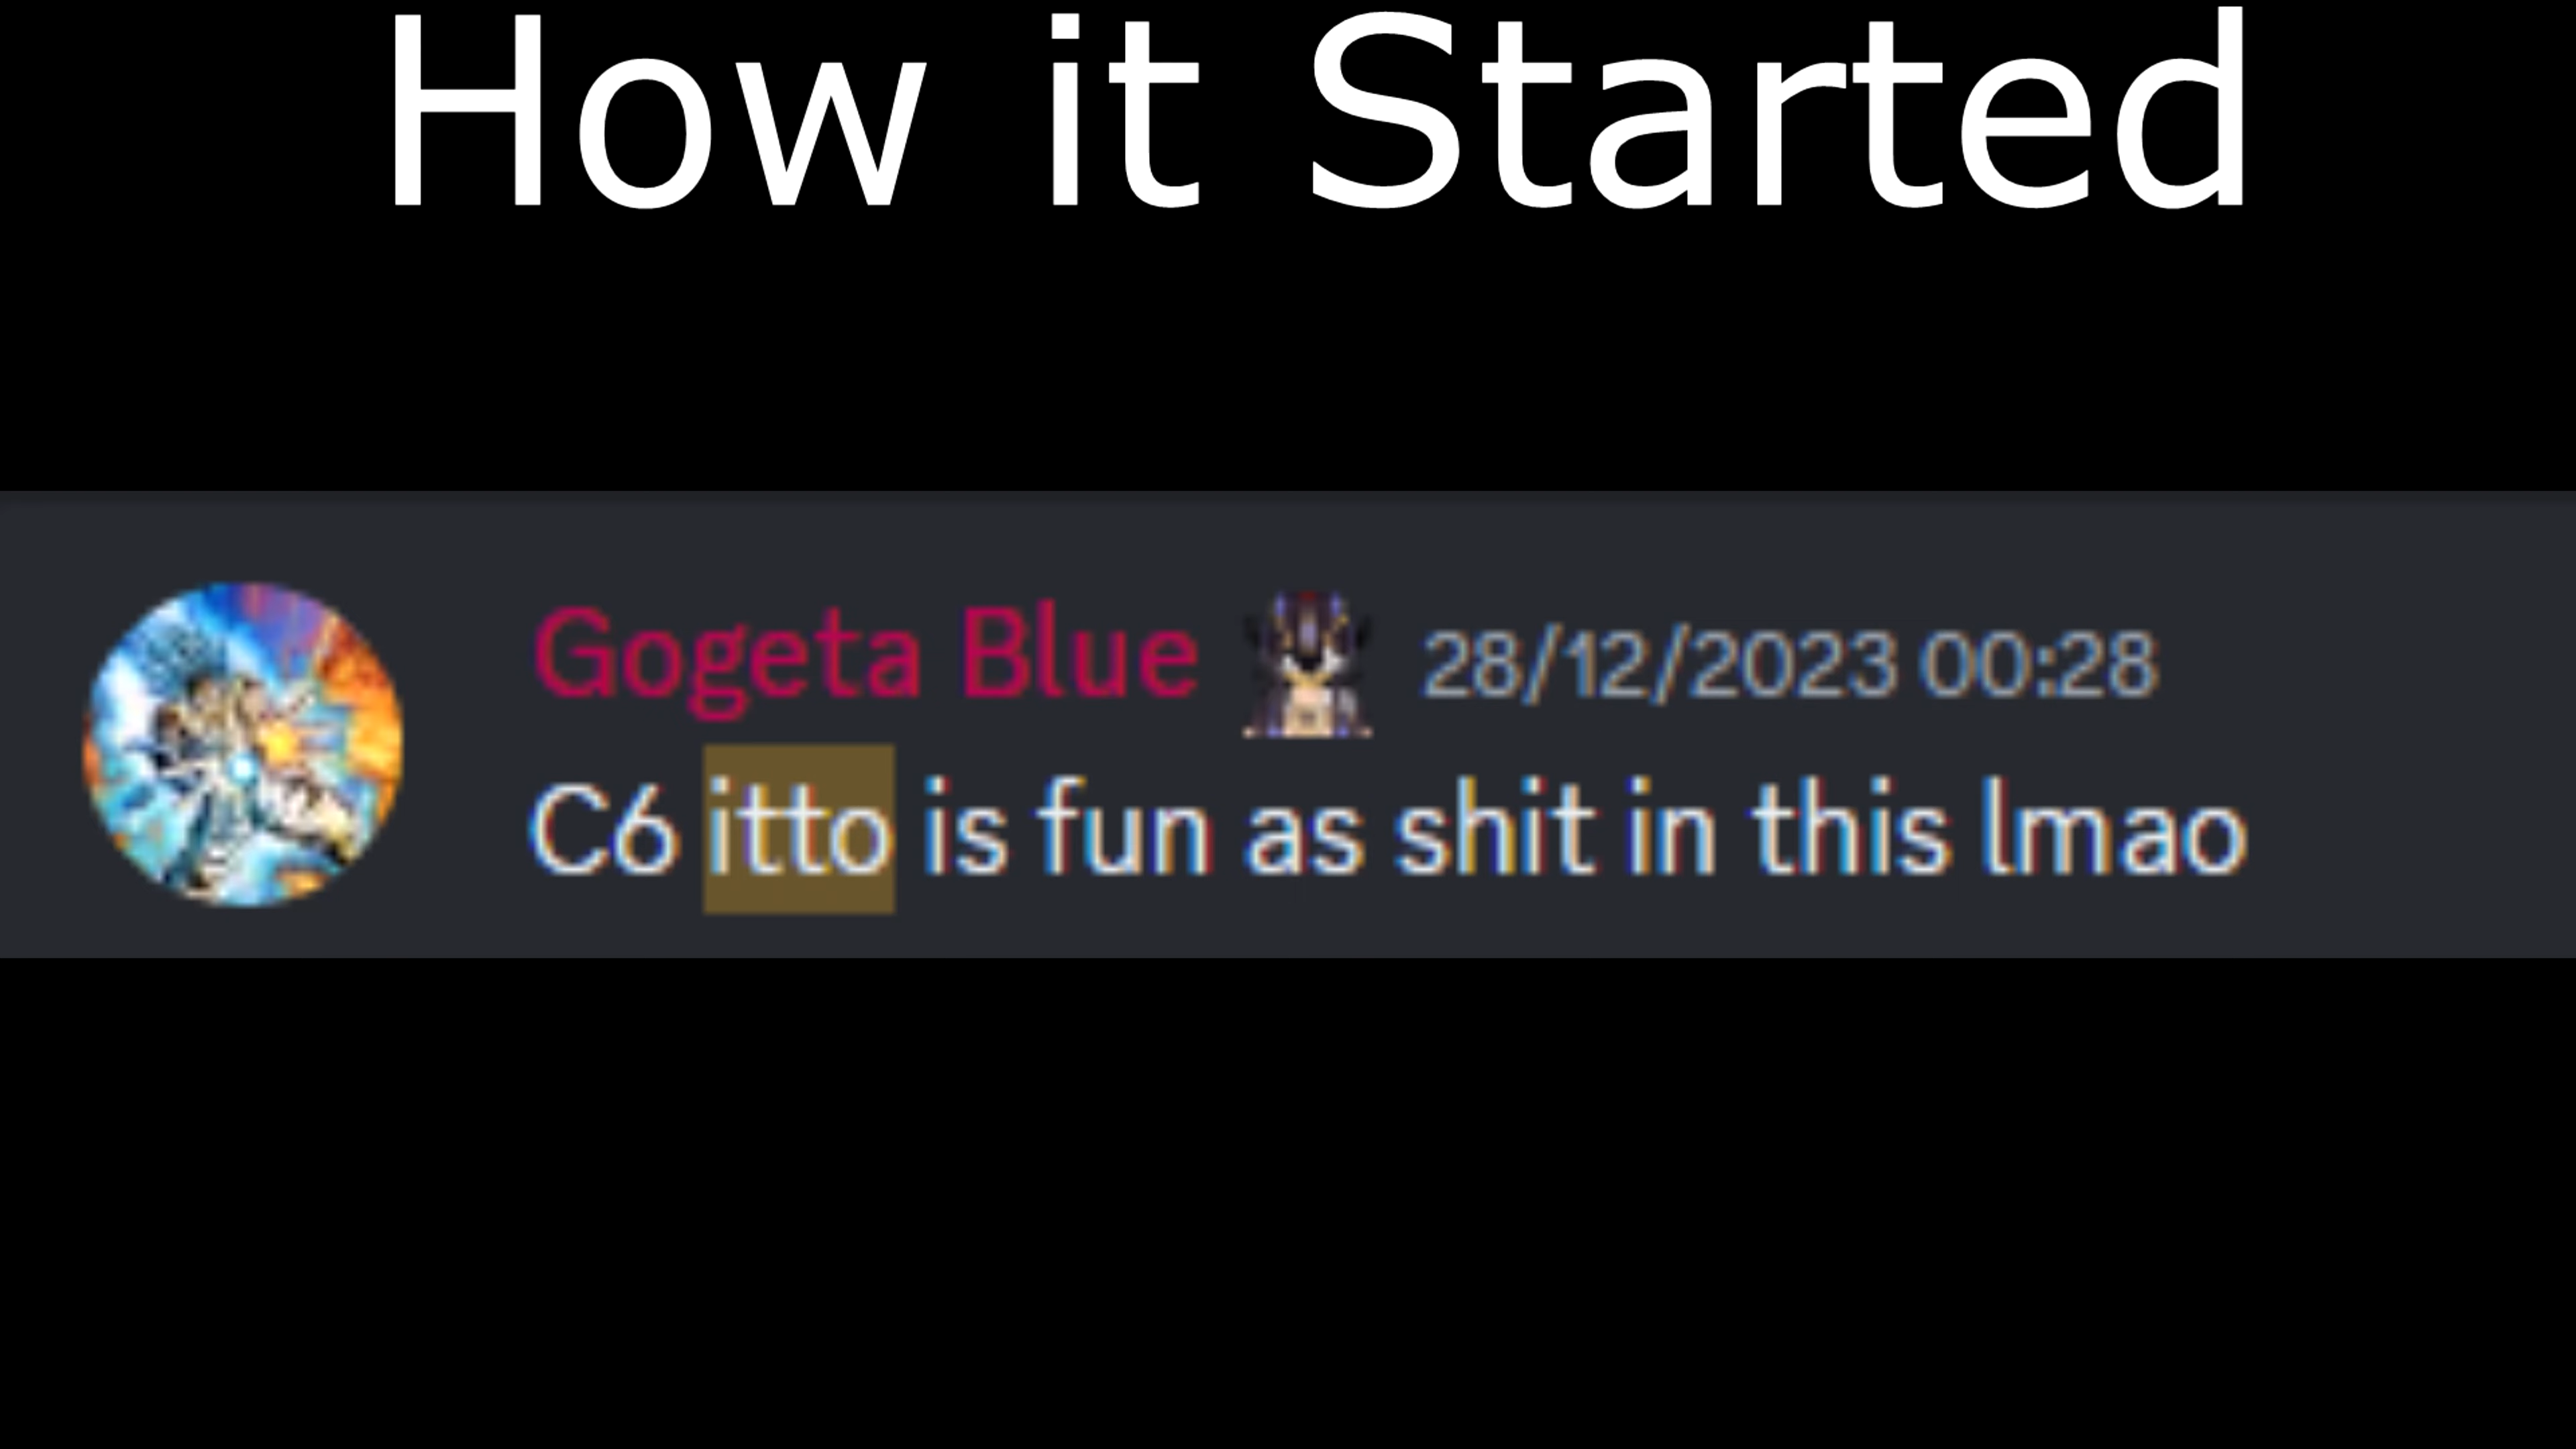 How it Started
Gogeta Blue 28/12/2023 00:28
C6 itto is fun as shit in this lmao